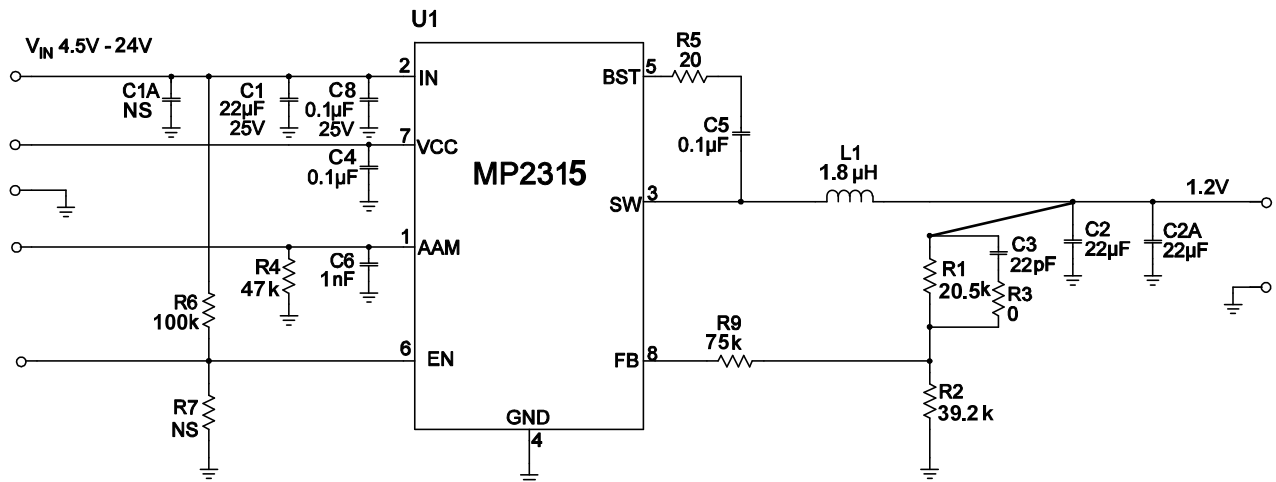 U1
V_IN 4.5V - 24V
C1A
NS
C1
22µF
25V
C8
0.1µF
25V
2
IN
7
VCC
C4
0.1µF
1
AAM
R4
47k
C6
1nF
R6
100k
6
EN
R7
NS
MP2315
GND
4
BST
5
R5
20
C5
0.1µF
SW
3
L1
1.8 µH
1.2V
C2
22µF
C2A
22µF
C3
22pF
R1
20.5k
R3
0
FB
8
R9
75k
R2
39.2 k